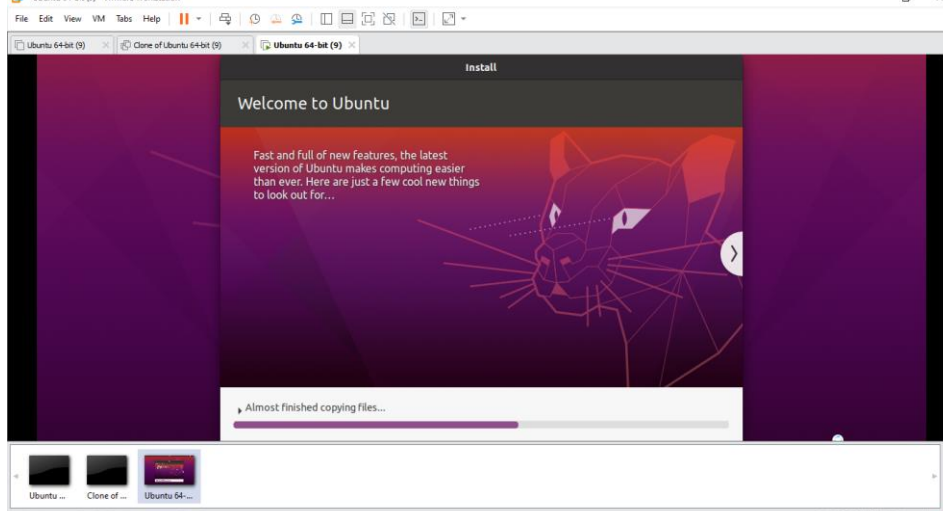 File Edit View VM Tabs Help
Ubuntu 64-bit (9) Clone of Ubuntu 64-bit (9) Ubuntu 64-bit (9)
Install
Welcome to Ubuntu
Fast and full of new features, the latest
version of Ubuntu makes computing easier
than ever. Here are just a few cool new things
to look out for...
Almost finished copying files...
Ubuntu ... Clone of ... Ubuntu 64-...